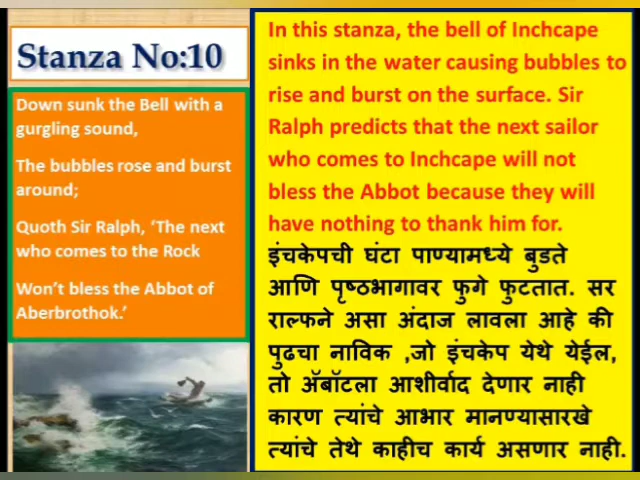 Stanza No:10
Down sunk the Bell with a
gurgling sound,
The bubbles rose and burst
around;
Quoth Sir Ralph, ‘The next
who comes to the Rock
Won’t bless the Abbot of
Aberbrothok.’
In this stanza, the bell of Inchcape
sinks in the water causing bubbles to
rise and burst on the surface. Sir
Ralph predicts that the next sailor
who comes to Inchcape will not
bless the Abbot because they will
have nothing to thank him for.
इंचकेपची घंटा पाण्यामध्ये बुडते
आणि पृष्ठभागावर फुगे फुटतात. सर
राल्फने असा अंदाज लावला आहे की
पुढचा नाविक ,जो इंचकेप येथे येईल,
तो ॲबॉटला आशीर्वाद देणार नाही
कारण त्यांचे आभार मानण्यासारखे
त्यांचे तेथे काहीच कार्य असणार नाही.